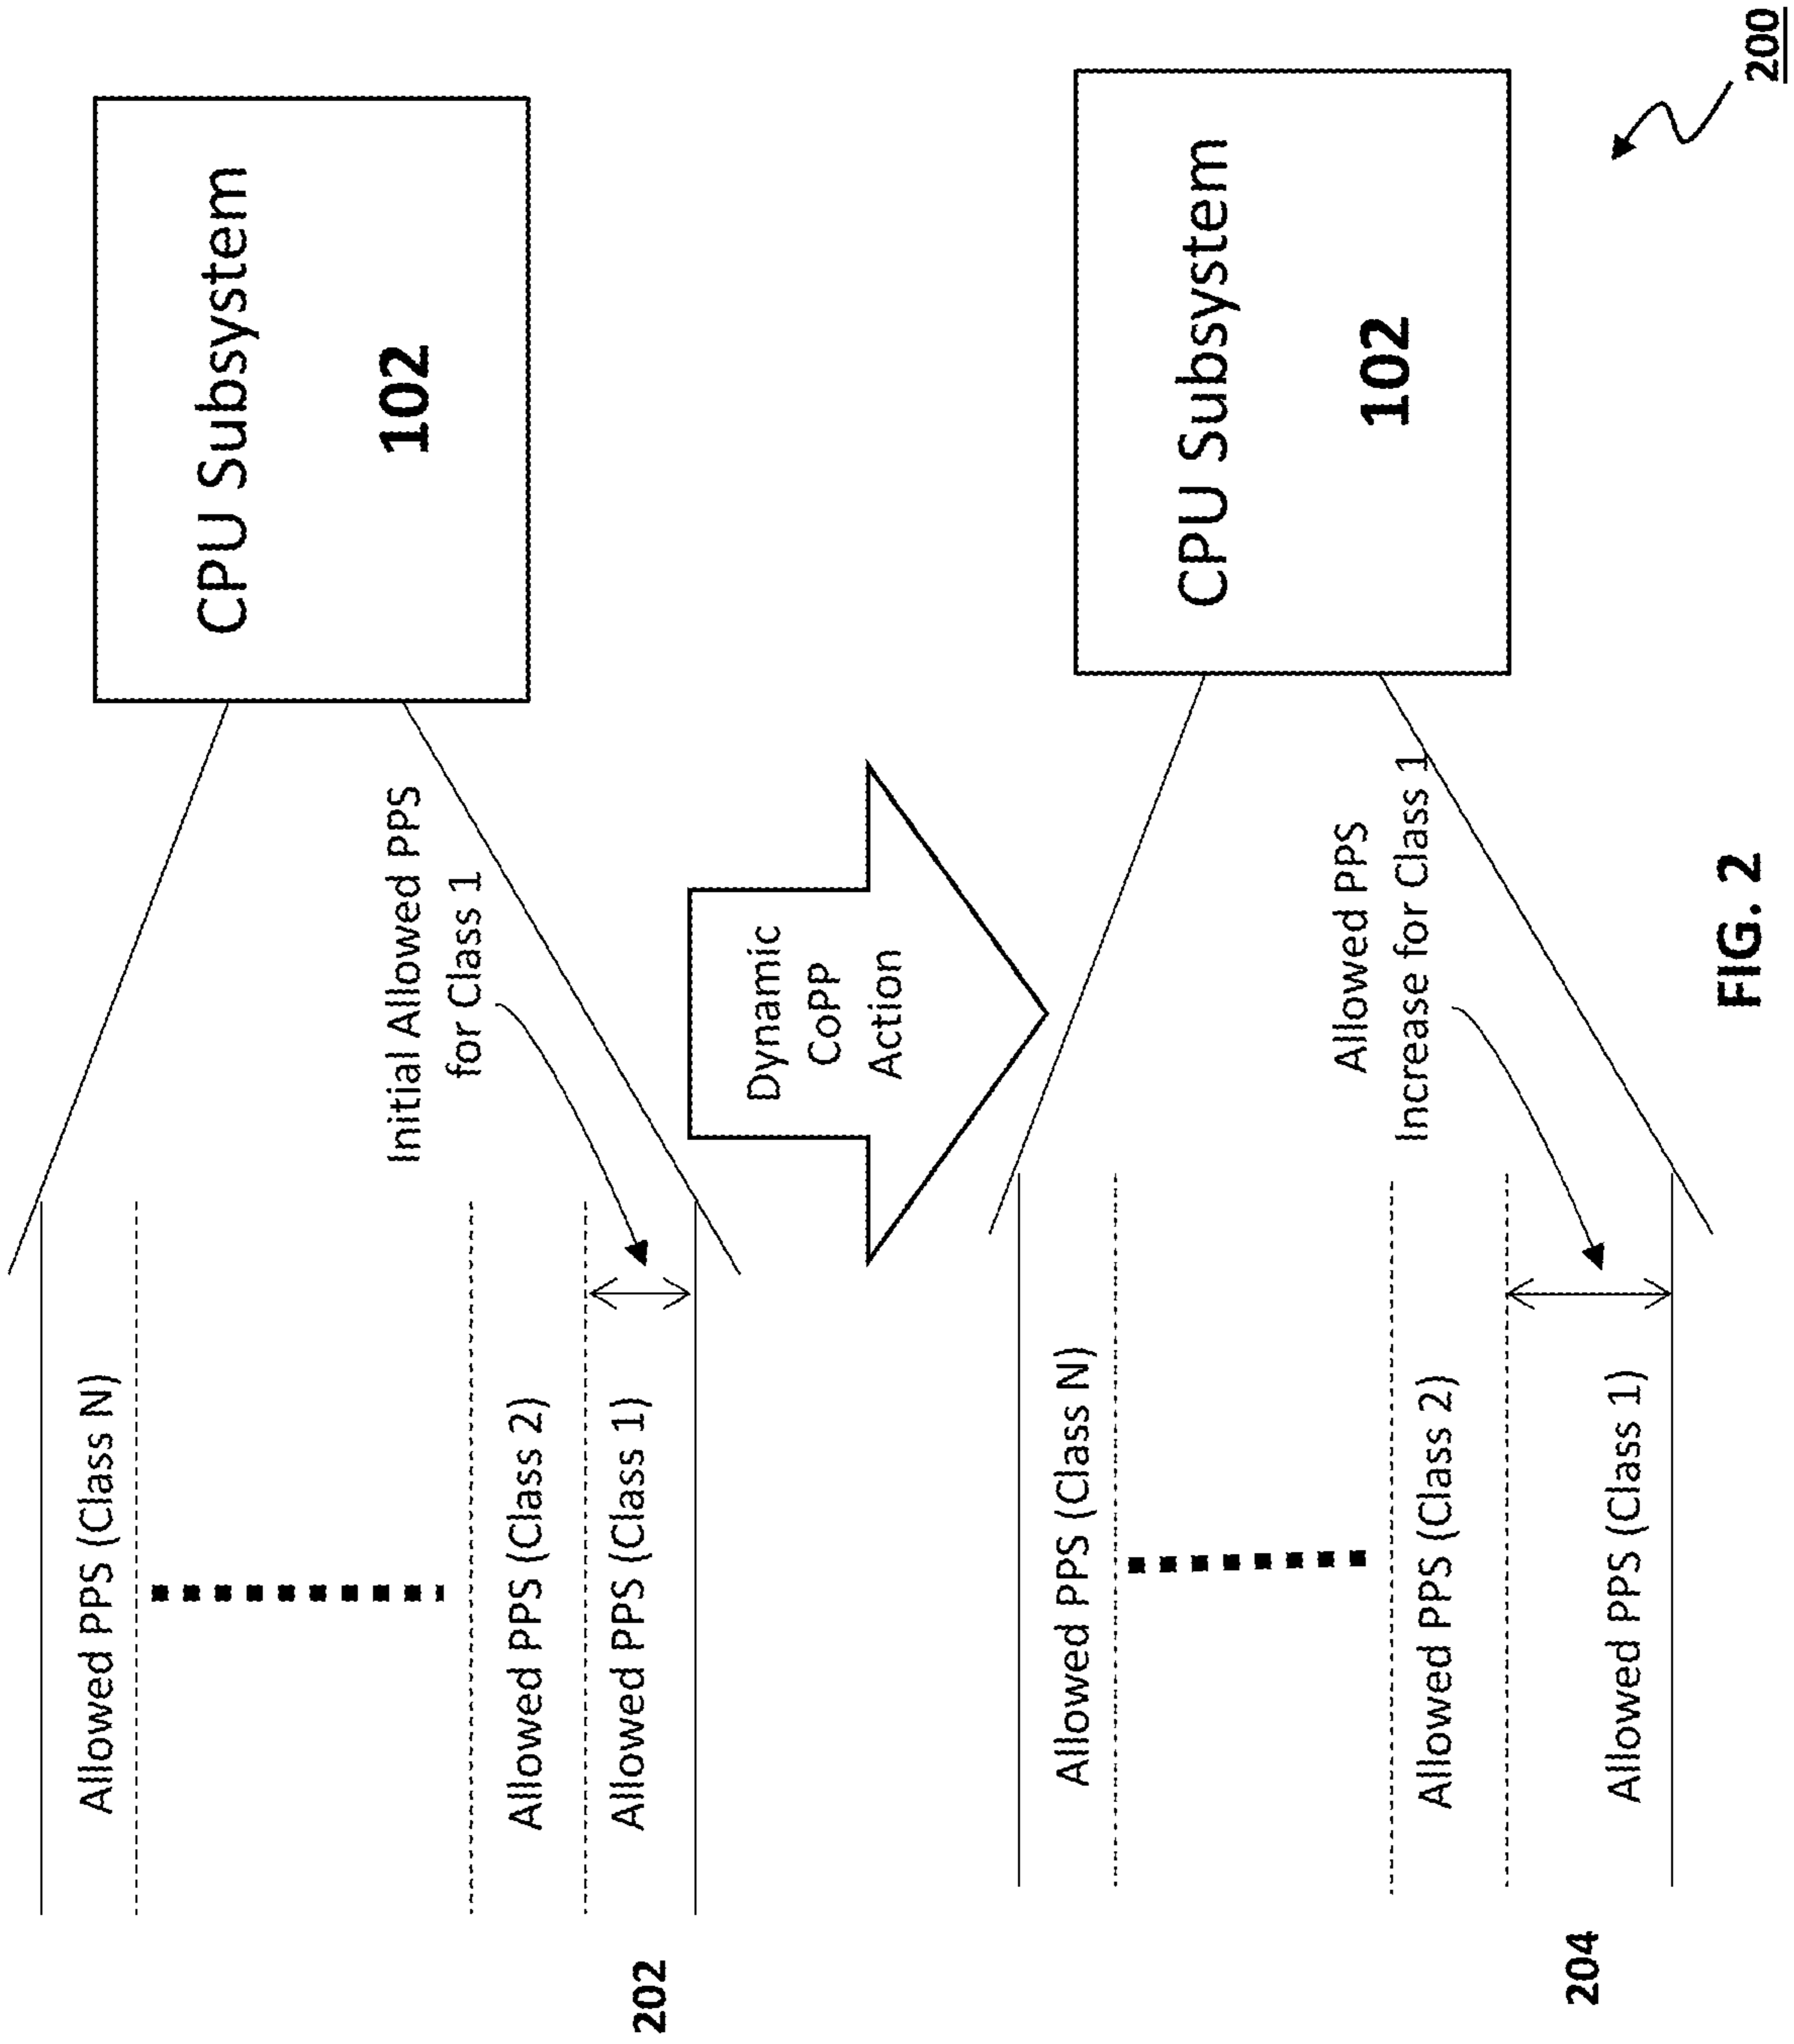 Allowed PPS (Class N)
Allowed PPS (Class 2)
Allowed PPS (Class 1)
202
Initial Allowed PPS
for Class 1
CPU Subsystem
102
Dynamic
CoPP
Action
Allowed PPS (Class N)
Allowed PPS (Class 2)
Allowed PPS (Class 1)
204
Allowed PPS
Increase for Class 1
CPU Subsystem
102
200
FIG. 2